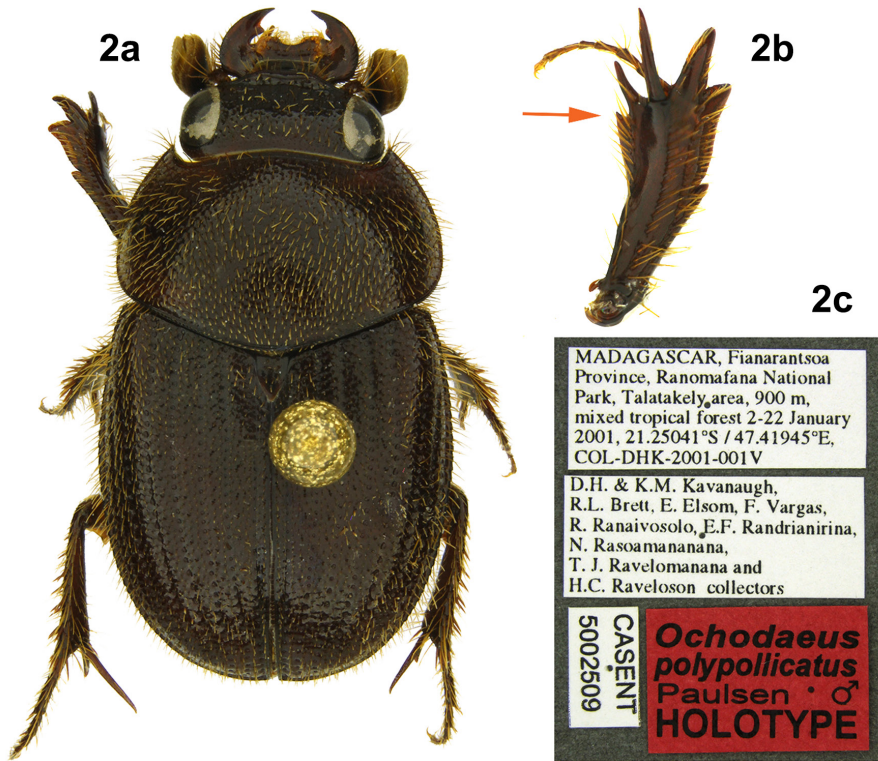 2a
2b
2c
MADAGASCAR, Fianarantsoa
Province, Ranomafana National
Park, Talatakely area, 900 m,
mixed tropical forest 2-22 January
2001, 21.25041°S / 47.41945°E,
COL-DHK-2001-001V
D.H. & K.M. Kavanaugh,
R.L. Brett, E. Elsom, F. Vargas,
R. Ranaivosolo, E.F. Randrianirina,
N. Rasoamananana,
T. J. Ravelomanana and
H.C. Raveloson collectors
CASENT
5002509
Ochodaeus
polypollicatus
Paulsen ♂
HOLOTYPE